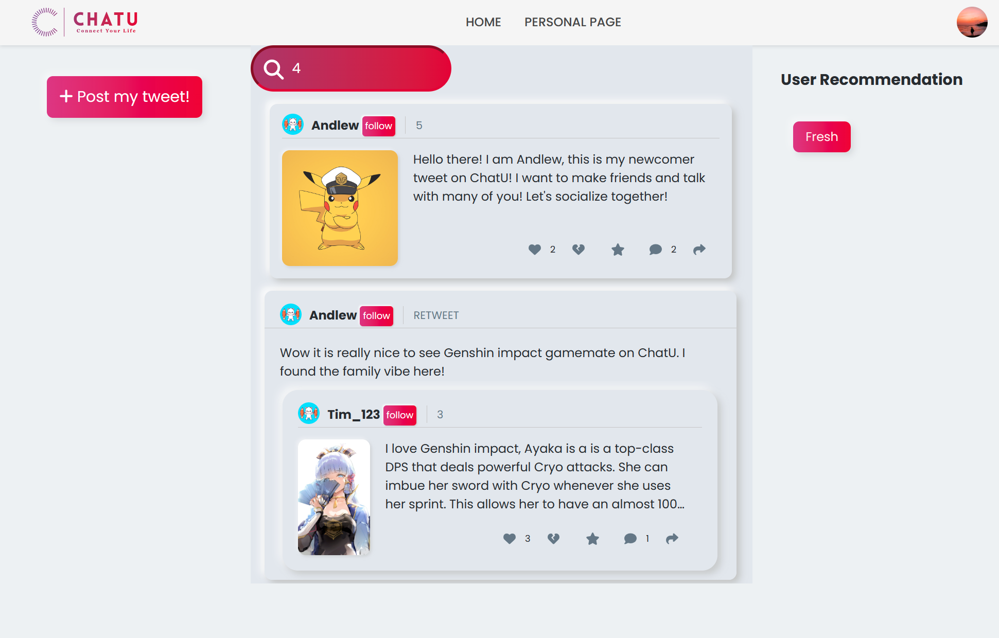 CHATU
Connect Your Life
HOME PERSONAL PAGE
4
+ Post my tweet!
User Recommendation
Fresh
Andlew follow 5
Hello there! I am Andlew, this is my newcomer
tweet on ChatU! I want to make friends and talk
with many of you! Let's socialize together!
2 2
Andlew follow RETWEET
Wow it is really nice to see Genshin impact gamemate on ChatU. I
found the family vibe here!
Tim_123 follow 3
I love Genshin impact, Ayaka is a is a top-class
DPS that deals powerful Cryo attacks. She can
imbue her sword with Cryo whenever she uses
her sprint. This allows her to have an almost 100...
3 1